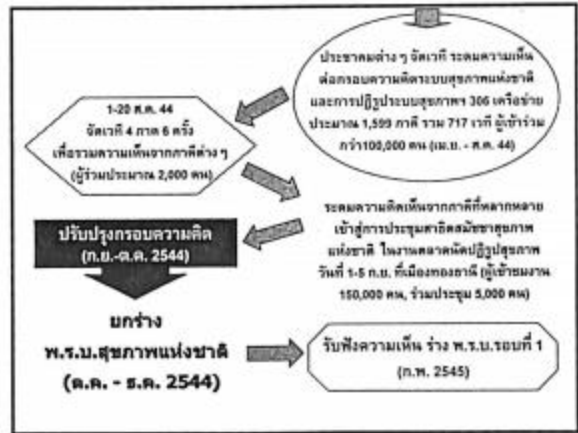 ประชาคมต่าง ๆ จัดเวที ระดมความเห็น
ต่อกรอบความคิดระบบสุขภาพแห่งชาติ
และการปฏิรูประบบสุขภาพฯ 306 เครือข่าย
ประมาณ 1,599 ภาคี รวม 717 เวที ผู้เข้าร่วม
กว่า100,000 คน (เม.ย. - ส.ค. 44)
1-20 ส.ค. 44
จัดเวที 4 ภาค 6 ครั้ง
เพื่อรวมความเห็นจากภาคีต่าง ๆ
(ผู้ร่วมประมาณ 2,000 คน)
ระดมความคิดเห็นจากภาคีที่หลากหลาย
เข้าสู่การประชุมสาธิตสมัชชาสุขภาพ
แห่งชาติ ในงานตลาดนัดปฏิรูปสุขภาพ
วันที่ 1-5 ก.ย. ที่เมืองทองธานี (ผู้เข้าชมงาน
150,000 คน, ร่วมประชุม 5,000 คน)
ปรับปรุงกรอบความคิด
(ก.ย.-ต.ค. 2544)
ยกร่าง
พ.ร.บ.สุขภาพแห่งชาติ
(ต.ค. - ธ.ค. 2544)
รับฟังความเห็น ร่าง พ.ร.บ.รอบที่ 1
(ก.พ. 2545)